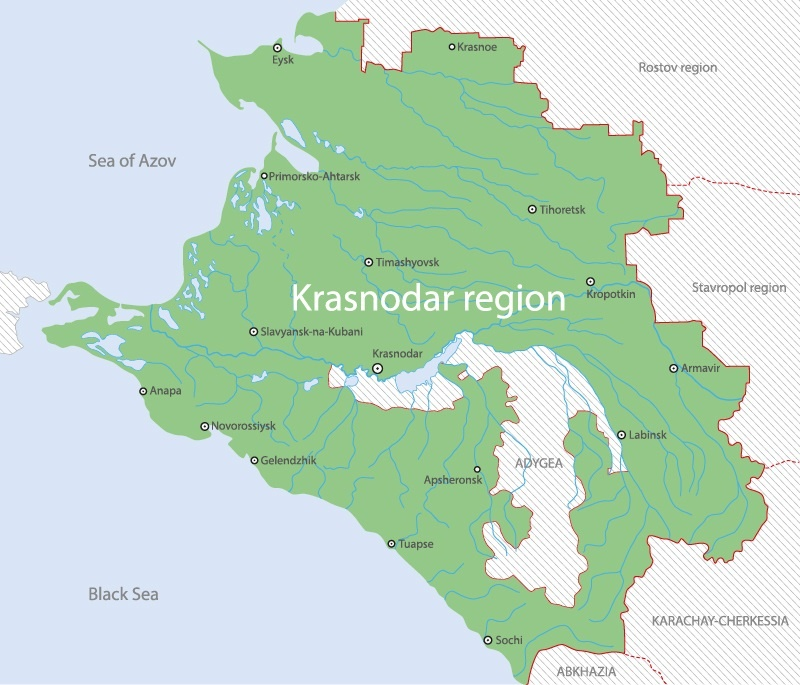 Krasnoe
Eysk
Rostov region
Sea of Azov
Primorsko-Ahtarsk
Tihoretsk
Timashyovsk
Kropotkin
Stavropol region
Krasnodar region
Slavyansk-na-Kubani
Krasnodar
Armavir
Anapa
Novorossiysk
Labinsk
Gelendzhik
ADYGEA
Apsheronsk
Tuapse
Black Sea
KARACHAY-CHERKESSIA
Sochi
ABKHAZIA